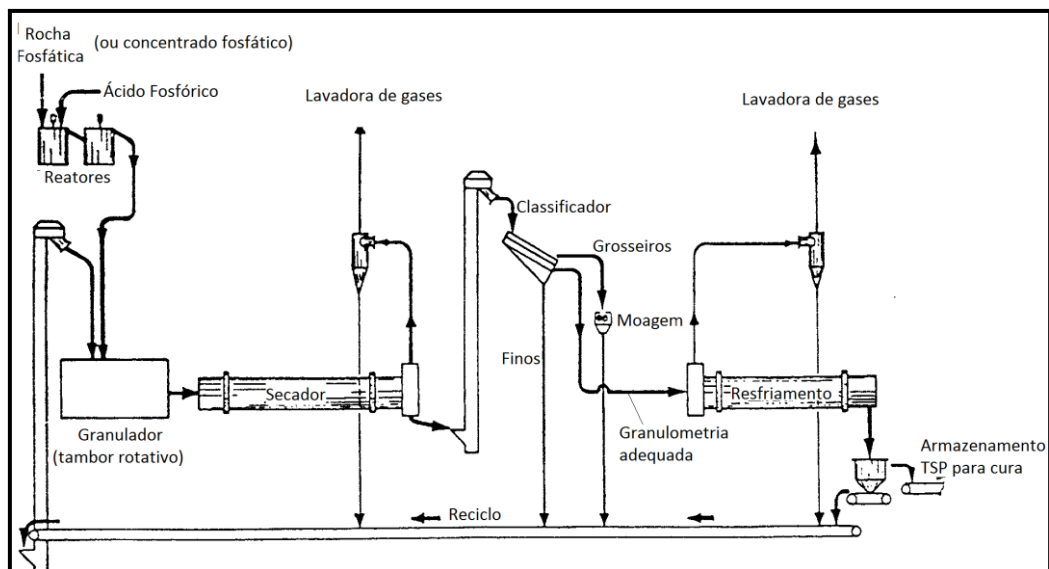 Rocha
Fosfática
(ou concentrado fosfático)
Ácido Fosfórico
Reatores
Lavadora de gases
Lavadora de gases
Classificador
Grosseiros
Moagem
Finos
Granulador
(tambor rotativo)
Secador
Resfriamento
Granulometria
adequada
Armazenamento
TSP para cura
Reciclo